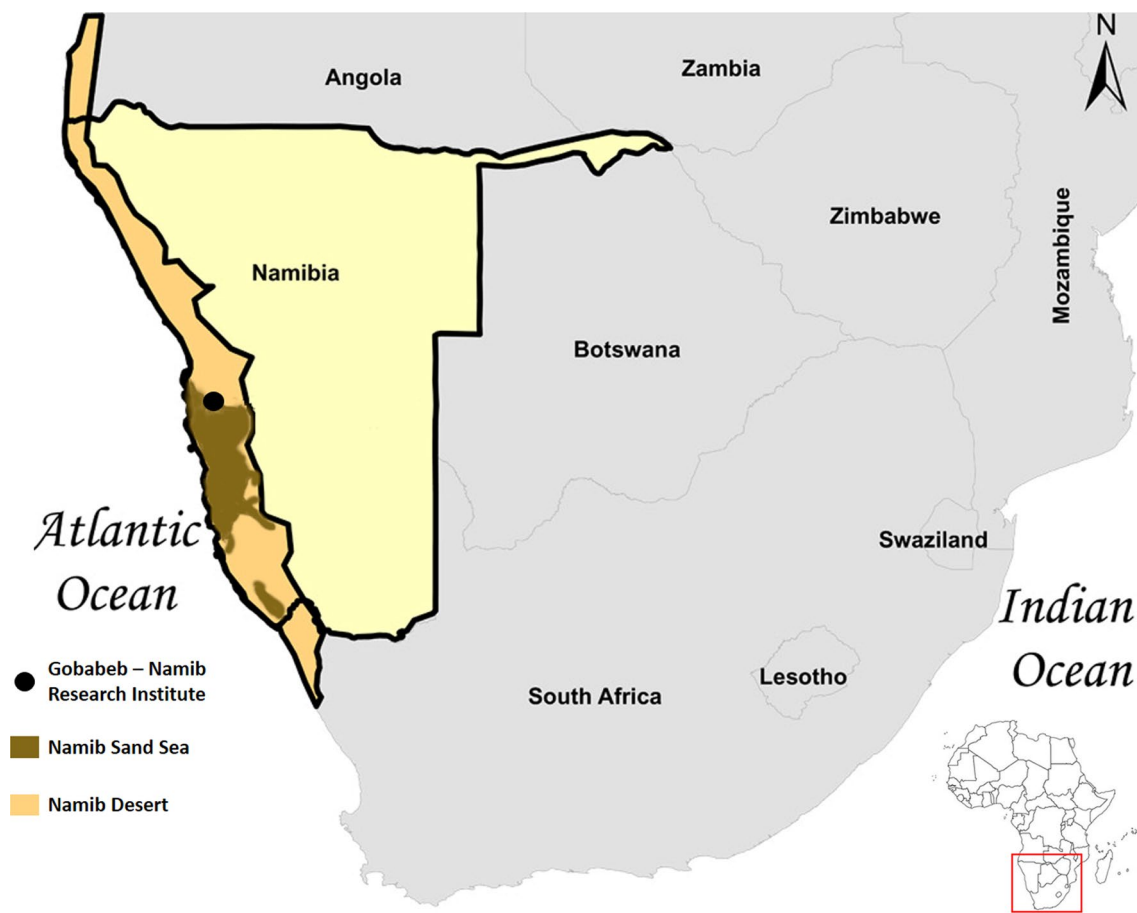 N
Angola
Zambia
Zimbabwe
Mozambique
Namibia
Botswana
Atlantic
Ocean
Swaziland
Indian
Ocean
Gobabeb – Namib
Research Institute
South Africa
Lesotho
Namib Sand Sea
Namib Desert